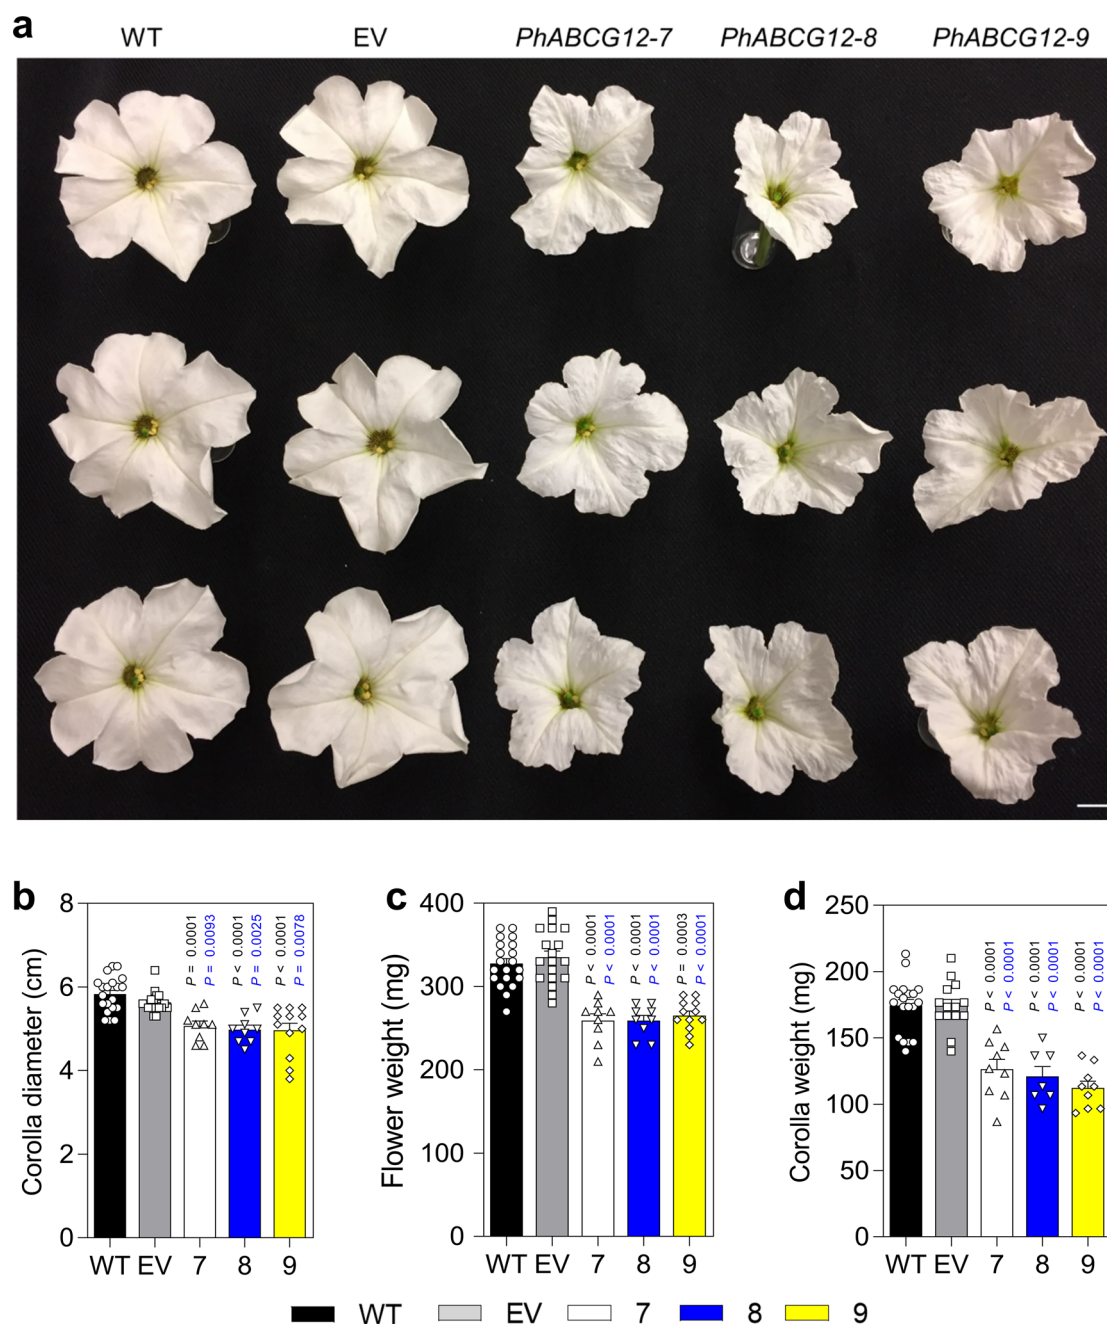 a
WT EV PhABCG12-7 PhABCG12-8 PhABCG12-9
b
Corolla diameter (cm)
8
6
4
2
0
P = 0.0001
P = 0.0093
P < 0.0001
P = 0.0025
P < 0.0001
P = 0.0078
WT EV 7 8 9
c
Flower weight (mg)
400
300
200
100
0
P < 0.0001
P < 0.0001
P < 0.0001
P < 0.0001
P = 0.0003
P < 0.0001
WT EV 7 8 9
d
Corolla weight (mg)
250
200
150
100
50
0
P < 0.0001
P < 0.0001
P < 0.0001
P < 0.0001
P < 0.0001
P < 0.0001
WT EV 7 8 9
WT EV 7 8 9